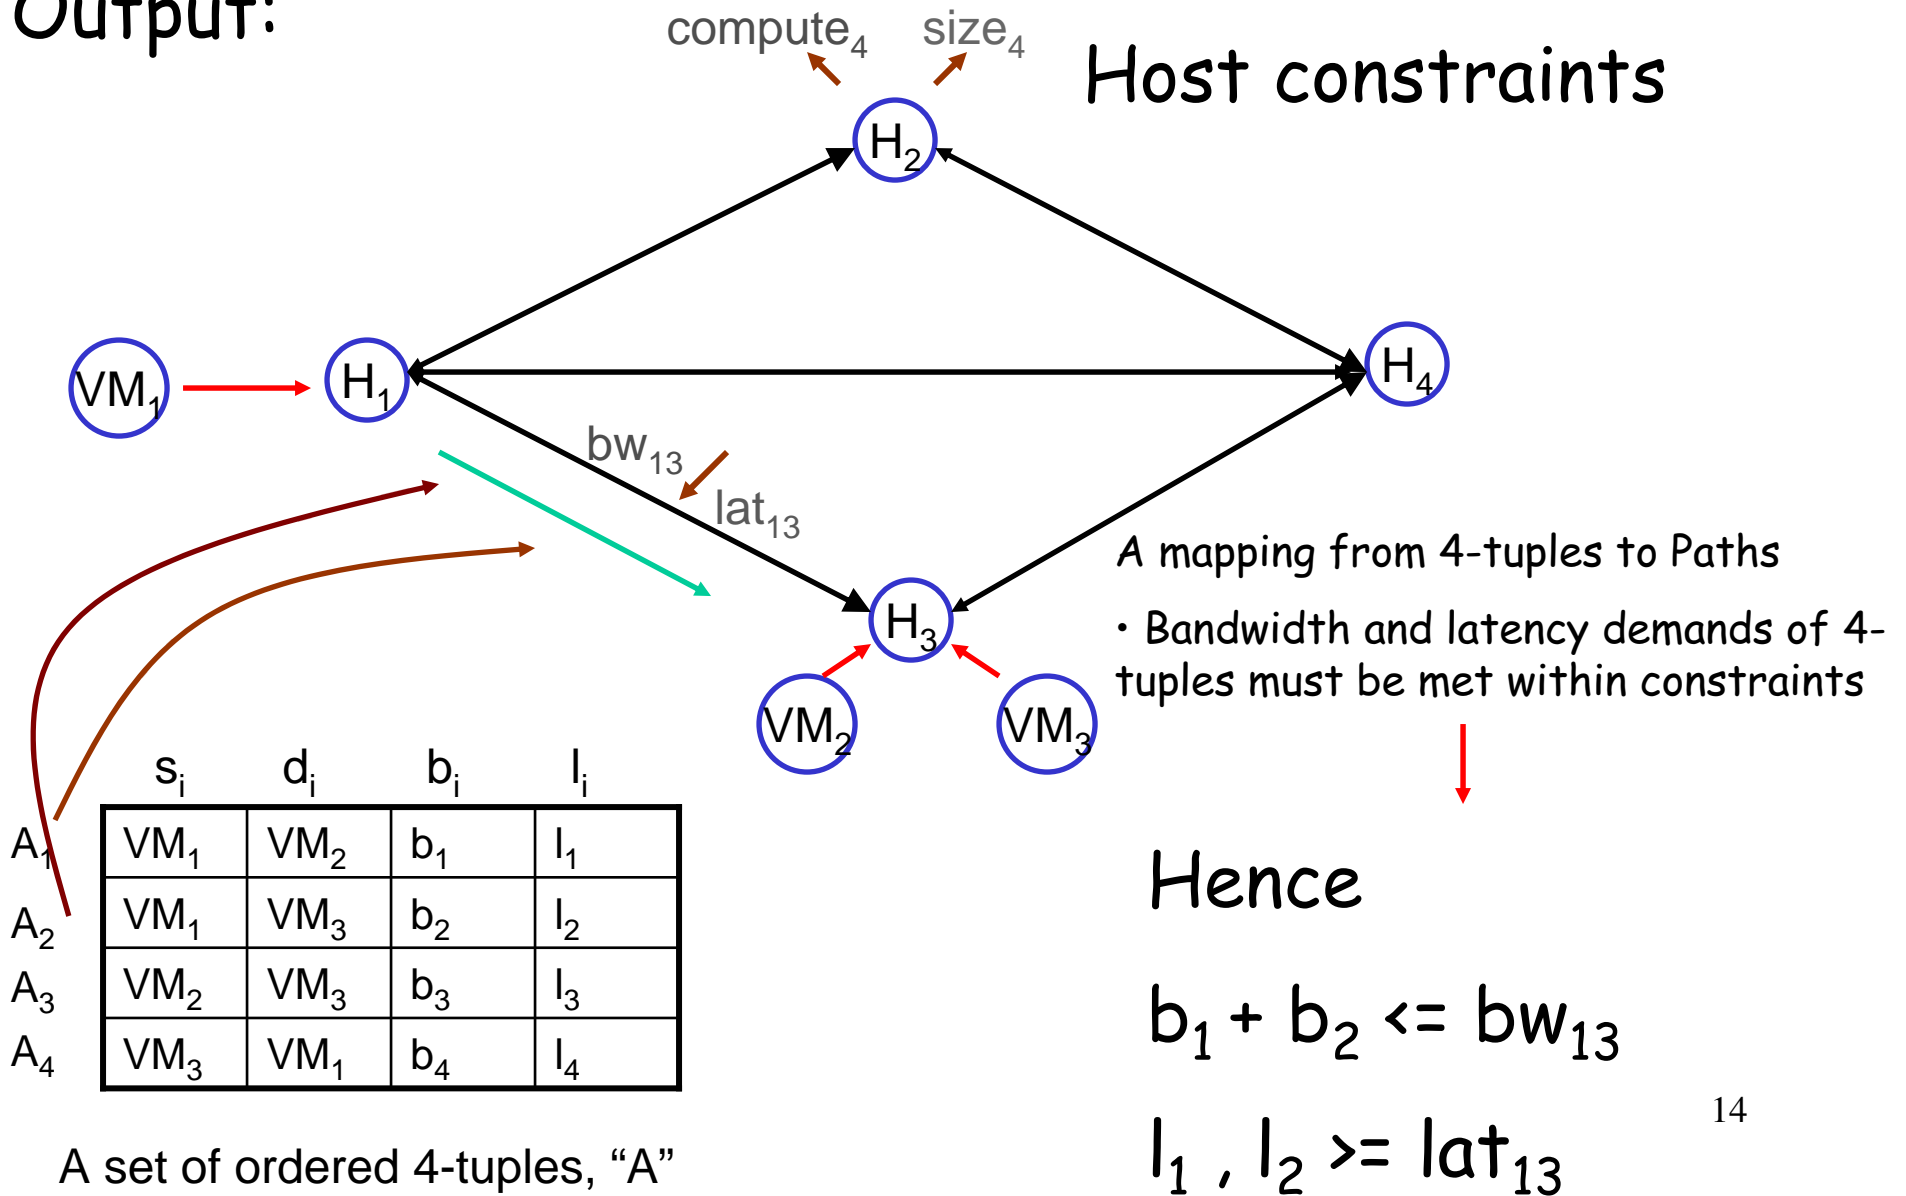 Output:
compute4 size4
Host constraints
H2
VM1
H1
H4
bw13
lat13
H3
VM2
VM3
A mapping from 4-tuples to Paths
• Bandwidth and latency demands of 4-
tuples must be met within constraints
si di bi li
A1 VM1 VM2 b1 l1
A2 VM1 VM3 b2 l2
A3 VM2 VM3 b3 l3
A4 VM3 VM1 b4 l4
A set of ordered 4-tuples, “A”
Hence
b1 + b2 <= bw13
l1 , l2 >= lat13
14